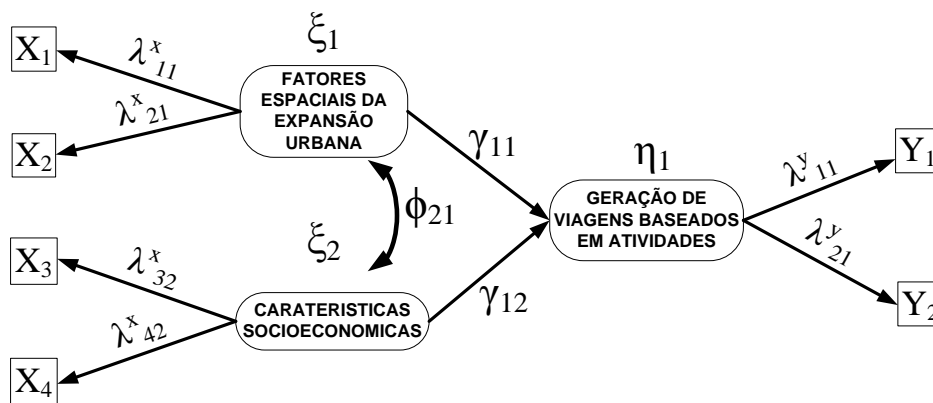 ξ₁
X₁
λˣ₁₁
FATORES
ESPACIAIS DA
EXPANSÃO
URBANA
λˣ₂₁
X₂
γ₁₁
η₁
Y₁
λʸ₁₁
GERAÇÃO DE
VIAGENS BASEADOS
EM ATIVIDADES
ϕ₂₁
λʸ₂₁
Y₂
ξ₂
X₃
λˣ₃₂
CARATERISTICAS
SOCIOECONOMICAS
γ₁₂
λˣ₄₂
X₄